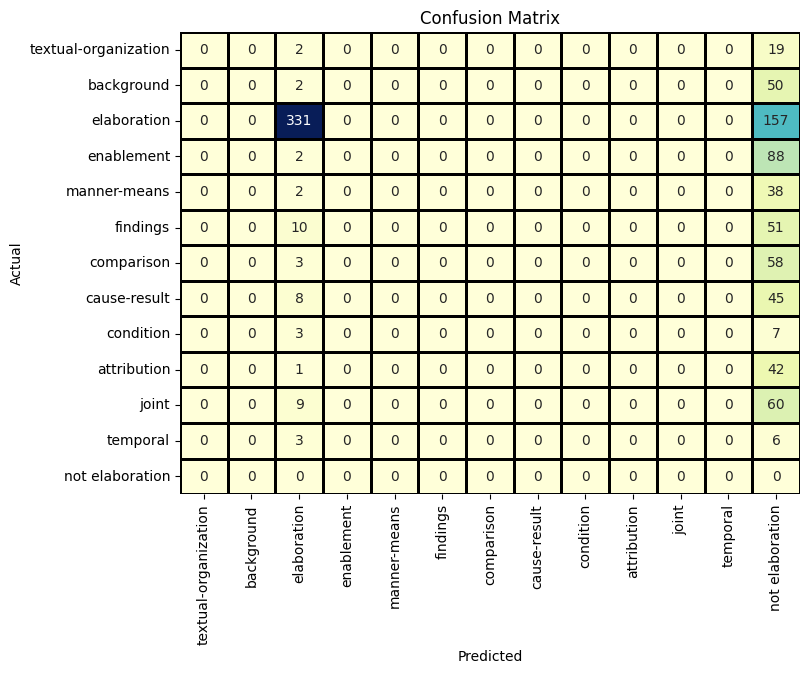 Confusion Matrix
textual-organization 0 0 2 0 0 0 0 0 0 0 0 0 19
background 0 0 2 0 0 0 0 0 0 0 0 0 50
elaboration 0 0 331 0 0 0 0 0 0 0 0 0 157
enablement 0 0 2 0 0 0 0 0 0 0 0 0 88
manner-means 0 0 2 0 0 0 0 0 0 0 0 0 38
findings 0 0 10 0 0 0 0 0 0 0 0 0 51
comparison 0 0 3 0 0 0 0 0 0 0 0 0 58
cause-result 0 0 8 0 0 0 0 0 0 0 0 0 45
condition 0 0 3 0 0 0 0 0 0 0 0 0 7
attribution 0 0 1 0 0 0 0 0 0 0 0 0 42
joint 0 0 9 0 0 0 0 0 0 0 0 0 60
temporal 0 0 3 0 0 0 0 0 0 0 0 0 6
not elaboration 0 0 0 0 0 0 0 0 0 0 0 0 0
Actual
textual-organization
background
elaboration
enablement
manner-means
findings
comparison
cause-result
condition
attribution
joint
temporal
not elaboration
Predicted